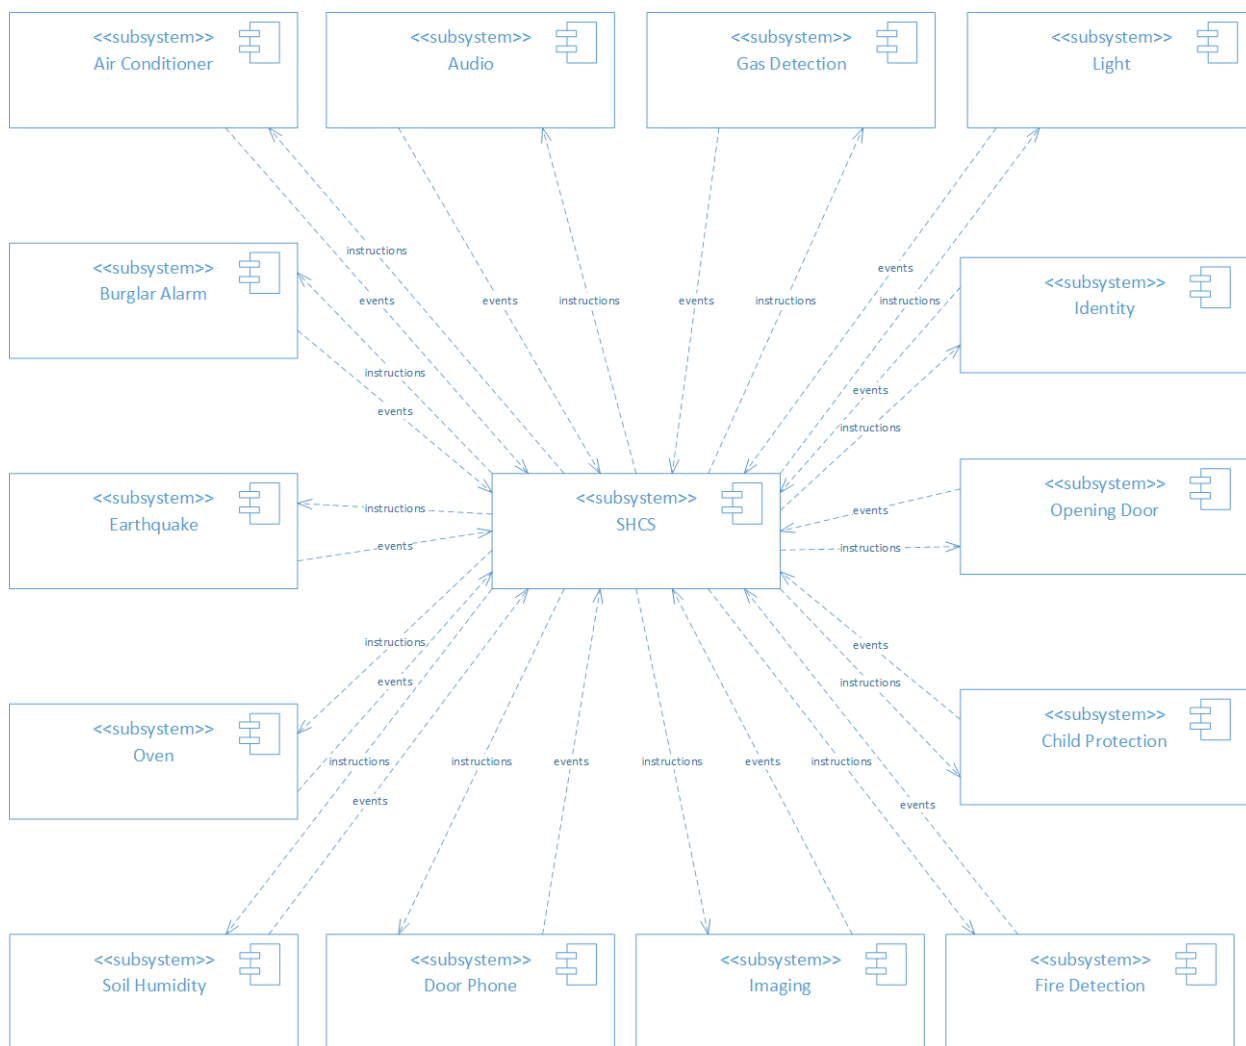 <<subsystem>>
Air Conditioner
<<subsystem>>
Audio
<<subsystem>>
Gas Detection
<<subsystem>>
Light
instructions
events
events
instructions
events
instructions
events
instructions
<<subsystem>>
Burglar Alarm
<<subsystem>>
Identity
instructions
events
events
instructions
<<subsystem>>
Earthquake
instructions
events
<<subsystem>>
SHCS
<<subsystem>>
Opening Door
events
instructions
instructions
events
events
instructions
<<subsystem>>
Oven
<<subsystem>>
Child Protection
instructions
events
instructions
events
instructions
events
instructions
events
<<subsystem>>
Soil Humidity
<<subsystem>>
Door Phone
<<subsystem>>
Imaging
<<subsystem>>
Fire Detection